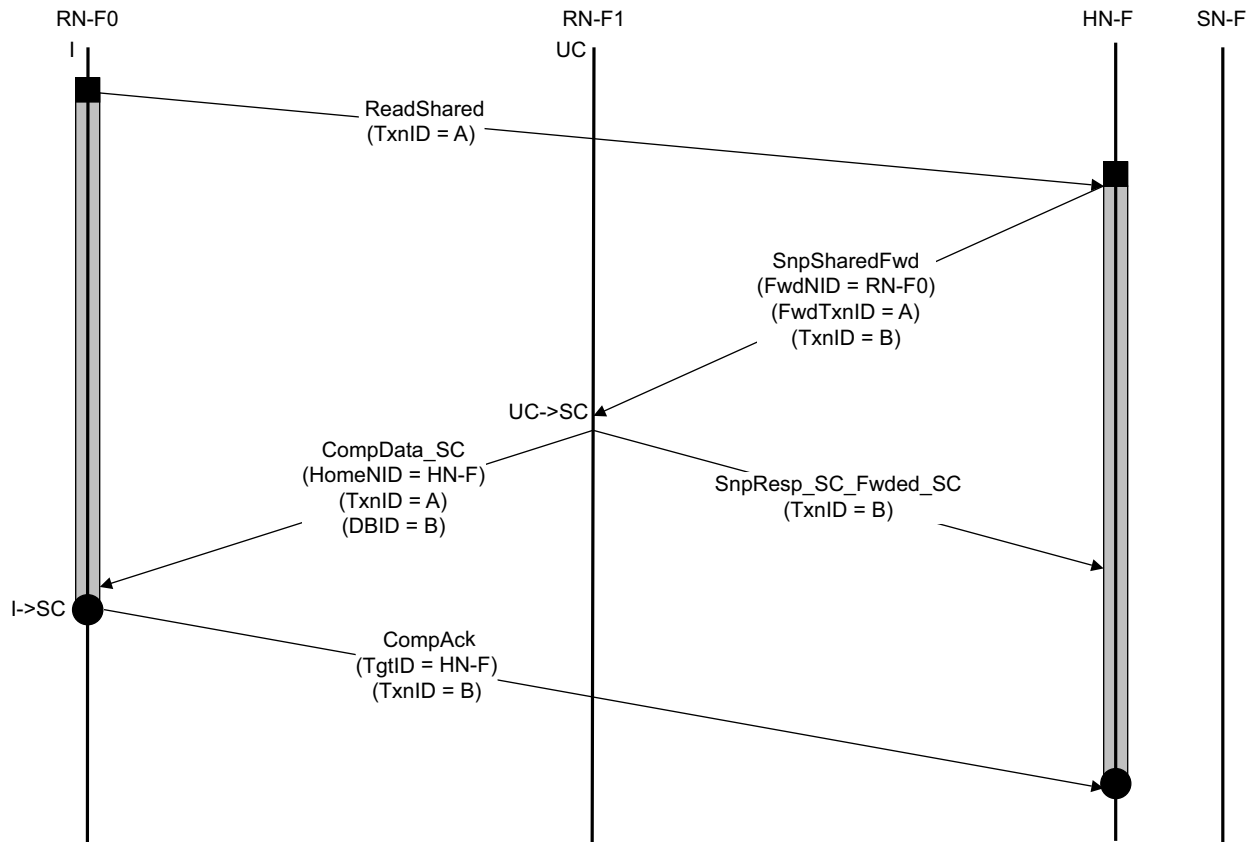 RN-F0
RN-F1
HN-F
SN-F
I
UC
ReadShared
(TxnID = A)
SnpSharedFwd
(FwdNID = RN-F0)
(FwdTxnID = A)
(TxnID = B)
UC->SC
CompData_SC
(HomeNID = HN-F)
(TxnID = A)
(DBID = B)
SnpResp_SC_Fwded_SC
(TxnID = B)
I->SC
CompAck
(TgtID = HN-F)
(TxnID = B)